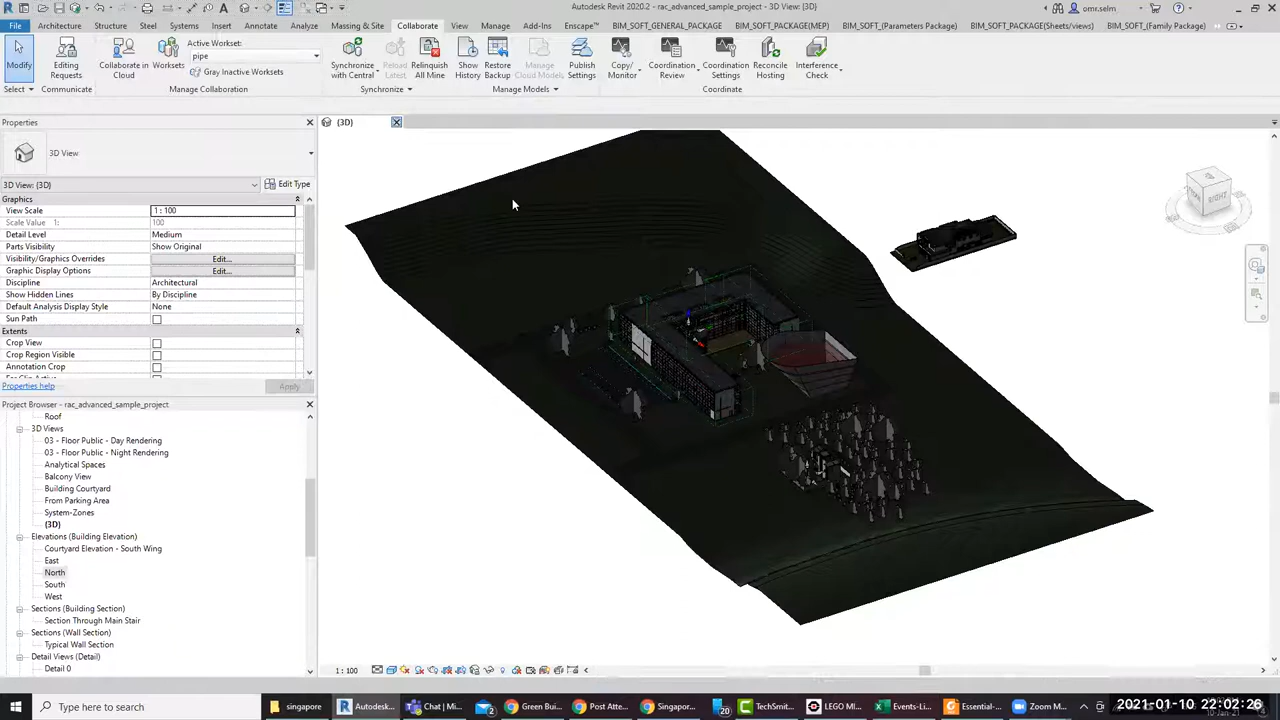 Autodesk Revit 2020.2 - rac_advanced_sample_project - 3D View: {3D}
omr.selm
File Architecture Structure Steel Systems Insert Annotate Analyze Massing & Site Collaborate View Manage Add-Ins Enscape™ BIM_SOFT_GENERAL_PACKAGE BIM_SOFT_PACKAGE(MEP) BIM_SOFT_(Parameters Package) BIM_SOFT_PACKAGE(Sheets/views) BIM_SOFT_(Family Package)
Modify
Editing Requests
Collaborate in Cloud
Worksets
Active Workset:
pipe
Gray Inactive Worksets
Synchronize with Central
Reload Latest
Relinquish All Mine
Show History
Restore Backup
Manage Cloud Models
Publish Settings
Copy/ Monitor
Coordination Review
Coordination Settings
Reconcile Hosting
Interference Check
Select Communicate Manage Collaboration Synchronize Manage Models Coordinate
Properties
{3D}
3D View
3D View: {3D} Edit Type
Graphics
View Scale 1 : 100
Scale Value 1: 100
Detail Level Medium
Parts Visibility Show Original
Visibility/Graphics Overrides Edit...
Graphic Display Options Edit...
Discipline Architectural
Show Hidden Lines By Discipline
Default Analysis Display Style None
Sun Path
Extents
Crop View
Crop Region Visible
Annotation Crop
Properties help Apply
Project Browser - rac_advanced_sample_project
Roof
3D Views
03 - Floor Public - Day Rendering
03 - Floor Public - Night Rendering
Analytical Spaces
Balcony View
Building Courtyard
From Parking Area
System-Zones
{3D}
Elevations (Building Elevation)
Courtyard Elevation - South Wing
East
North
South
West
Sections (Building Section)
Section Through Main Stair
Sections (Wall Section)
Typical Wall Section
Detail Views (Detail)
Detail 0
RIGHT
1 : 100
Type here to search
singapore
Autodesk...
Chat | Mi...
2
Green Buil...
Post Atte...
Singapor...
20
TechSmit...
LEGO MI...
Events-Li...
Essential-...
Zoom M...
2021-01-10 22:02:26